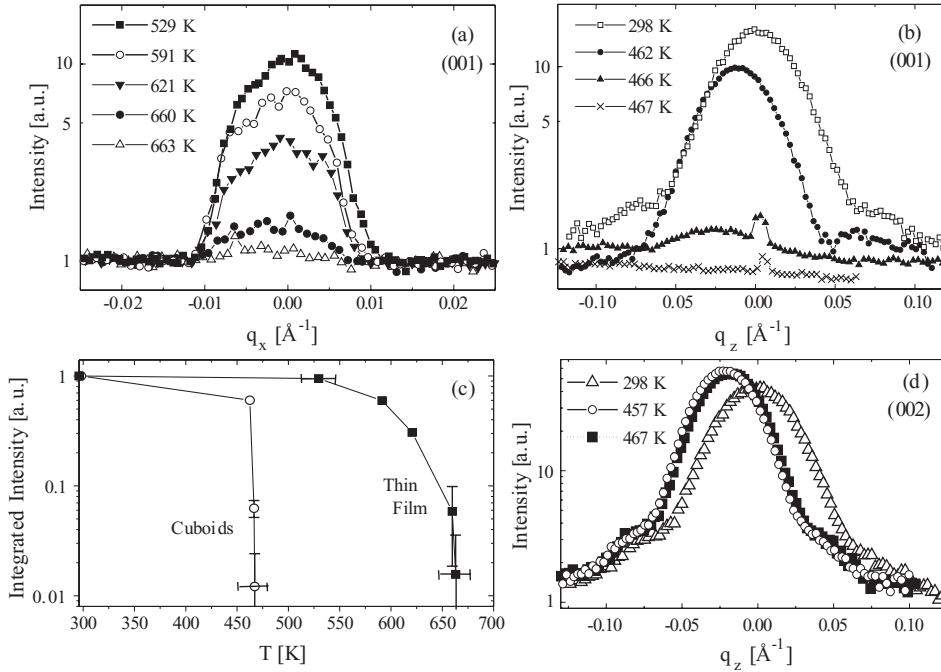 529 K
591 K
621 K
660 K
663 K
(a)
(001)
10
5
1
-0.02
-0.01
0.00
0.01
0.02
Intensity [a.u.]
q_x [Å⁻¹]
298 K
462 K
466 K
467 K
(b)
(001)
10
5
1
-0.10
0.05
0.00
0.05
0.10
Intensity [a.u.]
q_z [Å⁻¹]
(c)
1
0.1
0.01
300
350
400
450
500
550
600
650
700
Cuboids
Thin
Film
Integrated Intensity [a.u.]
T [K]
298 K
457 K
467 K
(d)
(002)
10
1
-0.10
-0.05
0.00
0.05
0.10
Intensity [a.u.]
q_z [Å⁻¹]